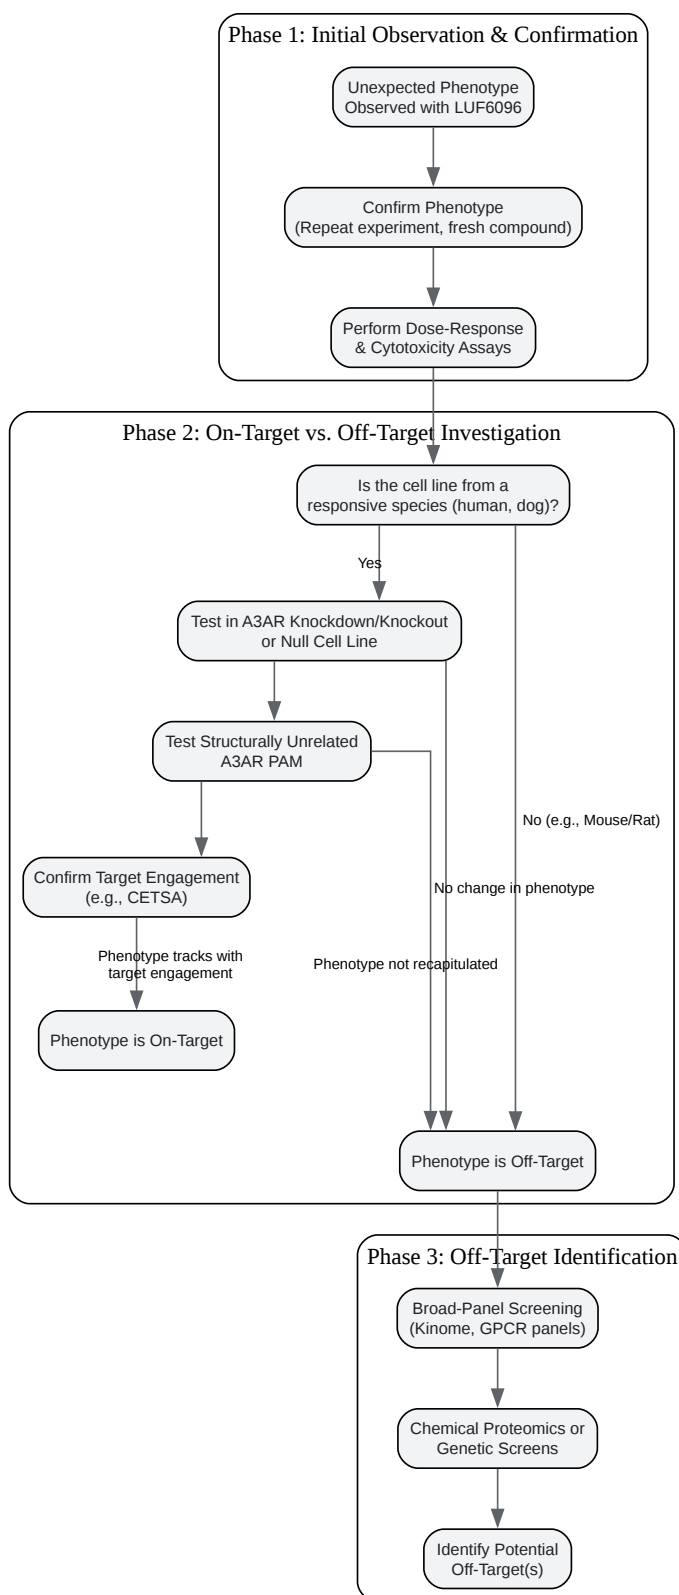 Phase 1: Initial Observation & Confirmation
Unexpected Phenotype
Observed with LUF6096
Confirm Phenotype
(Repeat experiment, fresh compound)
Perform Dose-Response
& Cytotoxicity Assays
Phase 2: On-Target vs. Off-Target Investigation
Is the cell line from a
responsive species (human, dog)?
Yes
Test in A3AR Knockdown/Knockout
or Null Cell Line
Test Structurally Unrelated
A3AR PAM
No (e.g., Mouse/Rat)
Confirm Target Engagement
(e.g., CETSA)
No change in phenotype
Phenotype tracks with
target engagement
Phenotype not recapitulated
Phenotype is On-Target
Phenotype is Off-Target
Phase 3: Off-Target Identification
Broad-Panel Screening
(Kinome, GPCR panels)
Chemical Proteomics or
Genetic Screens
Identify Potential
Off-Target(s)